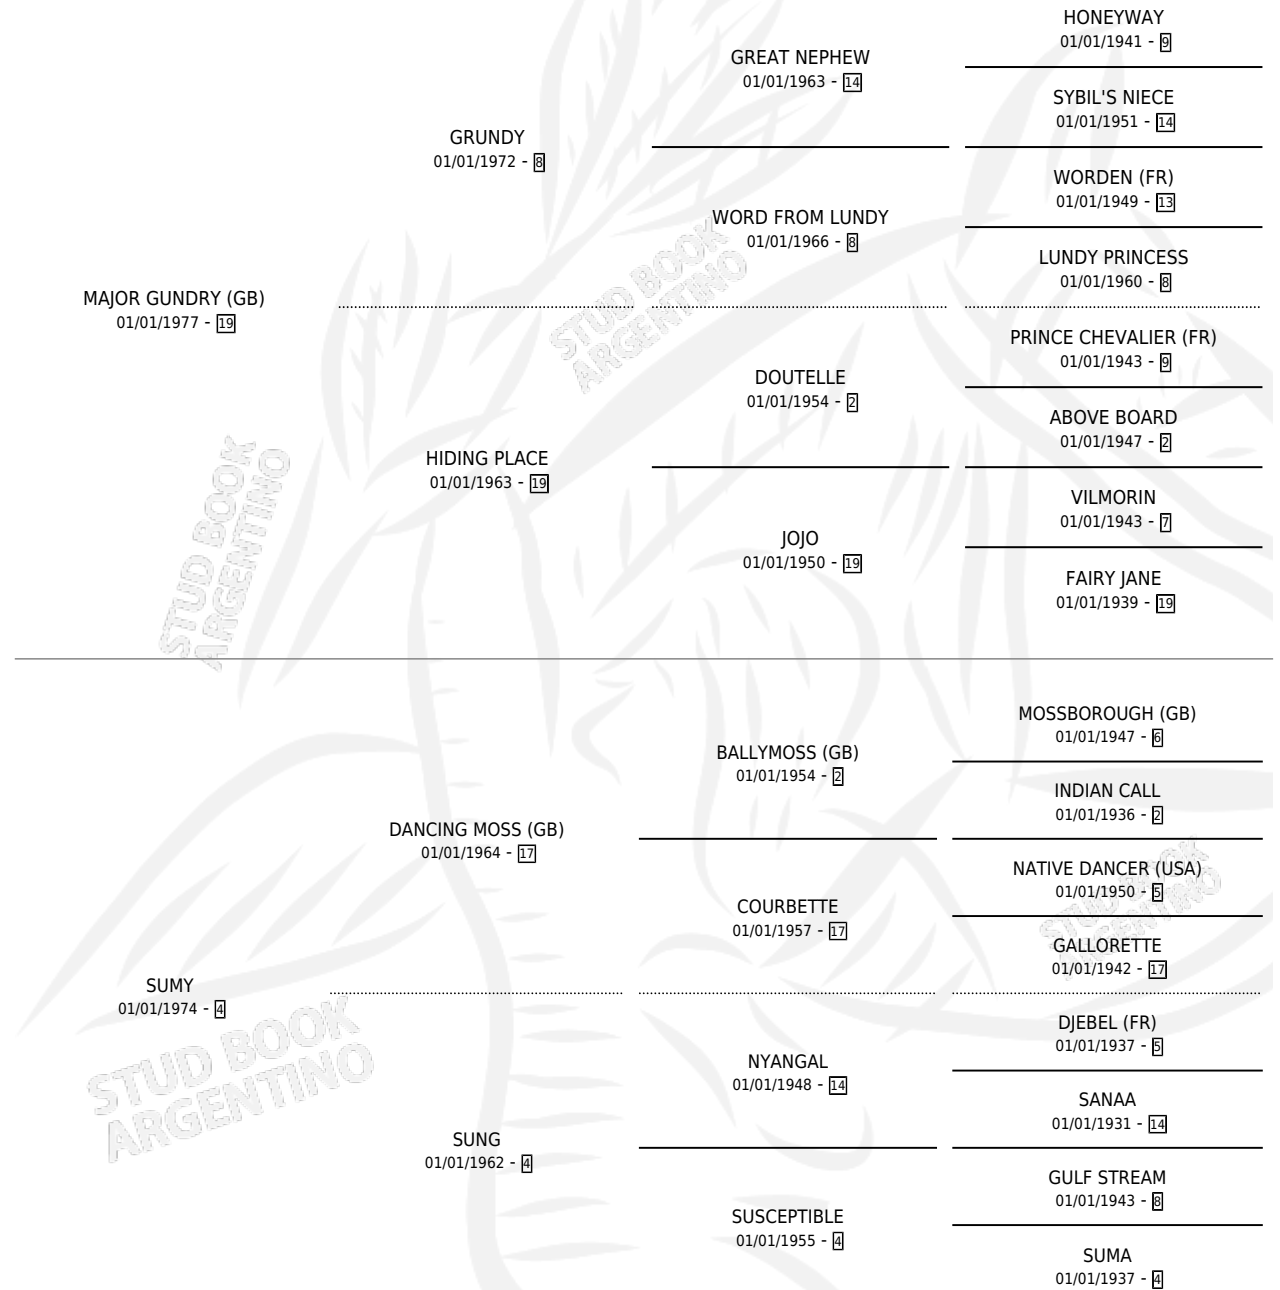 HONEYWAY
01/01/1941 - 9
GREAT NEPHEW
01/01/1963 - 14
SYBIL'S NIECE
01/01/1951 - 14
GRUNDY
01/01/1972 - 8
WORDEN (FR)
01/01/1949 - 13
WORD FROM LUNDY
01/01/1966 - 8
LUNDY PRINCESS
01/01/1960 - 8
MAJOR GUNDRY (GB)
01/01/1977 - 19
STUD BOOK
ARGENTINO
PRINCE CHEVALIER (FR)
01/01/1943 - 9
DOUTELLE
01/01/1954 - 2
ABOVE BOARD
01/01/1947 - 2
HIDING PLACE
01/01/1963 - 19
VILMORIN
01/01/1943 - 7
JOJO
01/01/1950 - 19
FAIRY JANE
01/01/1939 - 19
STUD BOOK
ARGENTINO
MOSSBOROUGH (GB)
01/01/1947 - 6
BALLYMOSS (GB)
01/01/1954 - 2
INDIAN CALL
01/01/1936 - 2
DANCING MOSS (GB)
01/01/1964 - 17
NATIVE DANCER (USA)
01/01/1950 - 5
COURBETTE
01/01/1957 - 17
GALLORETTE
01/01/1942 - 17
STUD BOOK
ARGENTINO
SUMY
01/01/1974 - 4
DJEBEL (FR)
01/01/1937 - 5
NYANGAL
01/01/1948 - 14
SANAA
01/01/1931 - 14
STUD BOOK
ARGENTINO
SUNG
01/01/1962 - 4
GULF STREAM
01/01/1943 - 8
SUSCEPTIBLE
01/01/1955 - 4
SUMA
01/01/1937 - 4